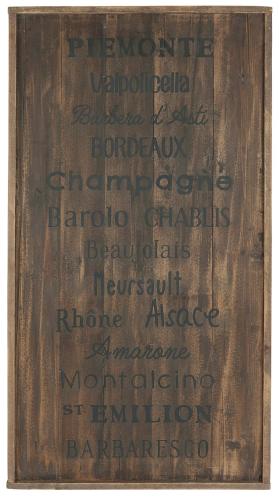 PIEMONTE
Valpolicella
Barbera d'Asti
BORDEAUX
Champagne
Barolo CHABLIS
Beaujolais
Meursault
Rhône Alsace
Amarone
Montalcino
ST EMILION
BARBARESCO